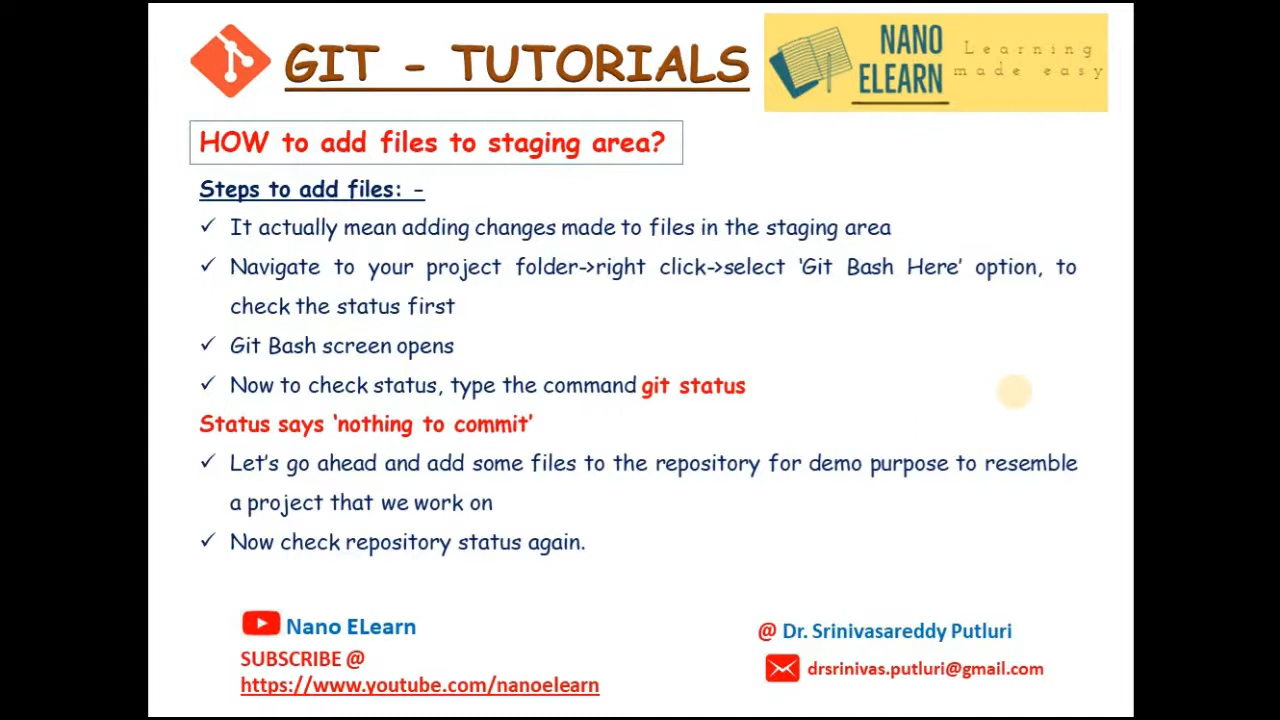 GIT - TUTORIALS
NANO
ELEARN
Learning
made easy
HOW to add files to staging area?
Steps to add files: -
✓ It actually mean adding changes made to files in the staging area
✓ Navigate to your project folder->right click->select ‘Git Bash Here’ option, to
check the status first
✓ Git Bash screen opens
✓ Now to check status, type the command git status
Status says ‘nothing to commit’
✓ Let’s go ahead and add some files to the repository for demo purpose to resemble
a project that we work on
✓ Now check repository status again.
Nano ELearn
SUBSCRIBE @
https://www.youtube.com/nanoelearn
@ Dr. Srinivasareddy Putluri
drsrinivas.putluri@gmail.com